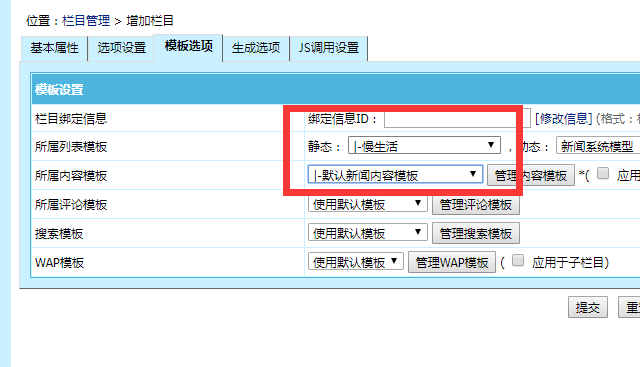 位置：栏目管理 > 增加栏目
基本属性 选项设置 模板选项 生成选项 JS调用设置
模板设置
栏目绑定信息 绑定信息ID： [修改信息] (格式：
所属列表模板 静态： |-慢生活 ，动态： 新闻系统模型
所属内容模板 |-默认新闻内容模板 管理内容模板 *( 应用
所属评论模板 使用默认模板 管理评论模板
搜索模板 使用默认模板 管理搜索模板
WAP模板 使用默认模板 管理WAP模板 ( 应用于子栏目)
提交